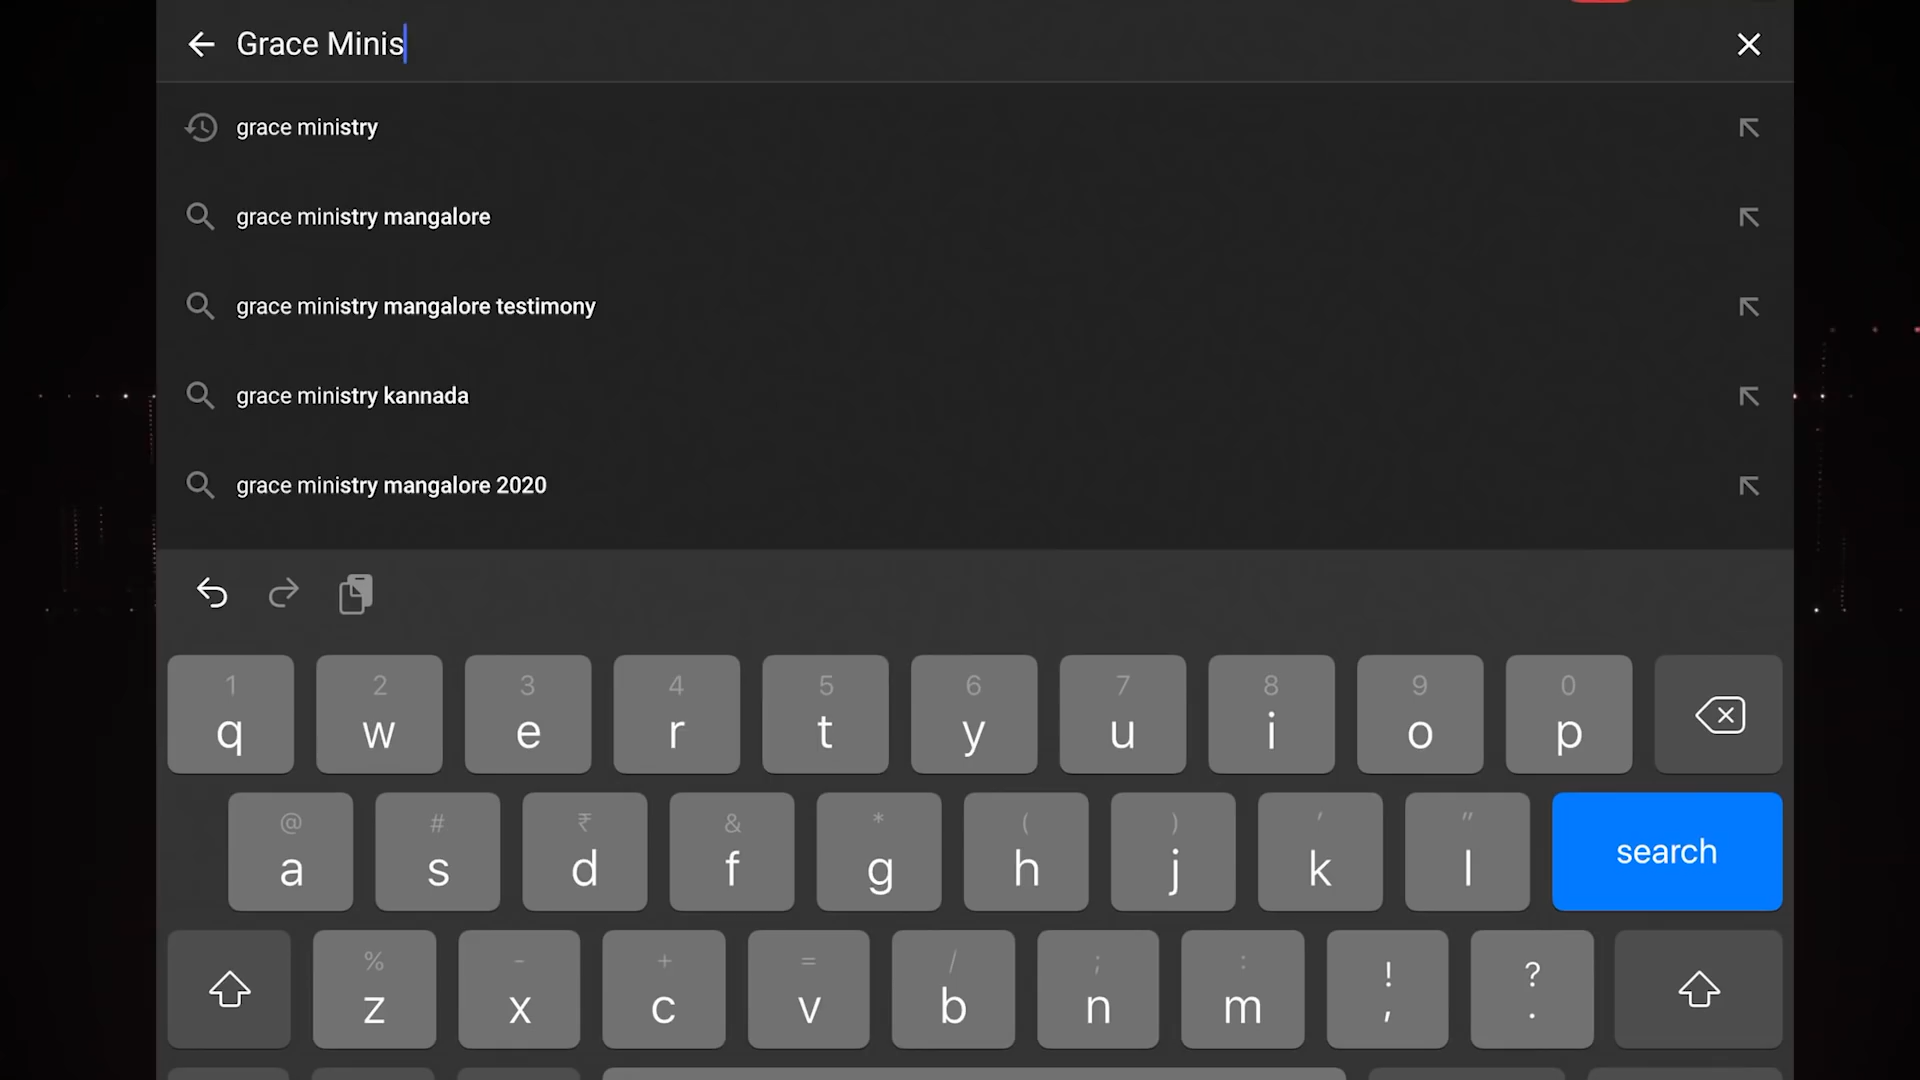 Grace Minis
grace ministry
grace ministry mangalore
grace ministry mangalore testimony
grace ministry kannada
grace ministry mangalore 2020
1 2 3 4 5 6 7 8 9 0
q w e r t y u i o p
@ # ₹ & * ( ) ' "
a s d f g h j k l search
% - + = / ; : ! ?
z x c v b n m , .